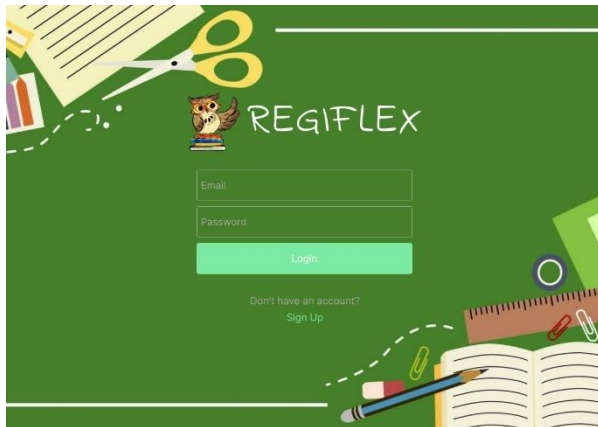 REGIFLEX
Email
Password
Login
Don't have an account?
Sign Up